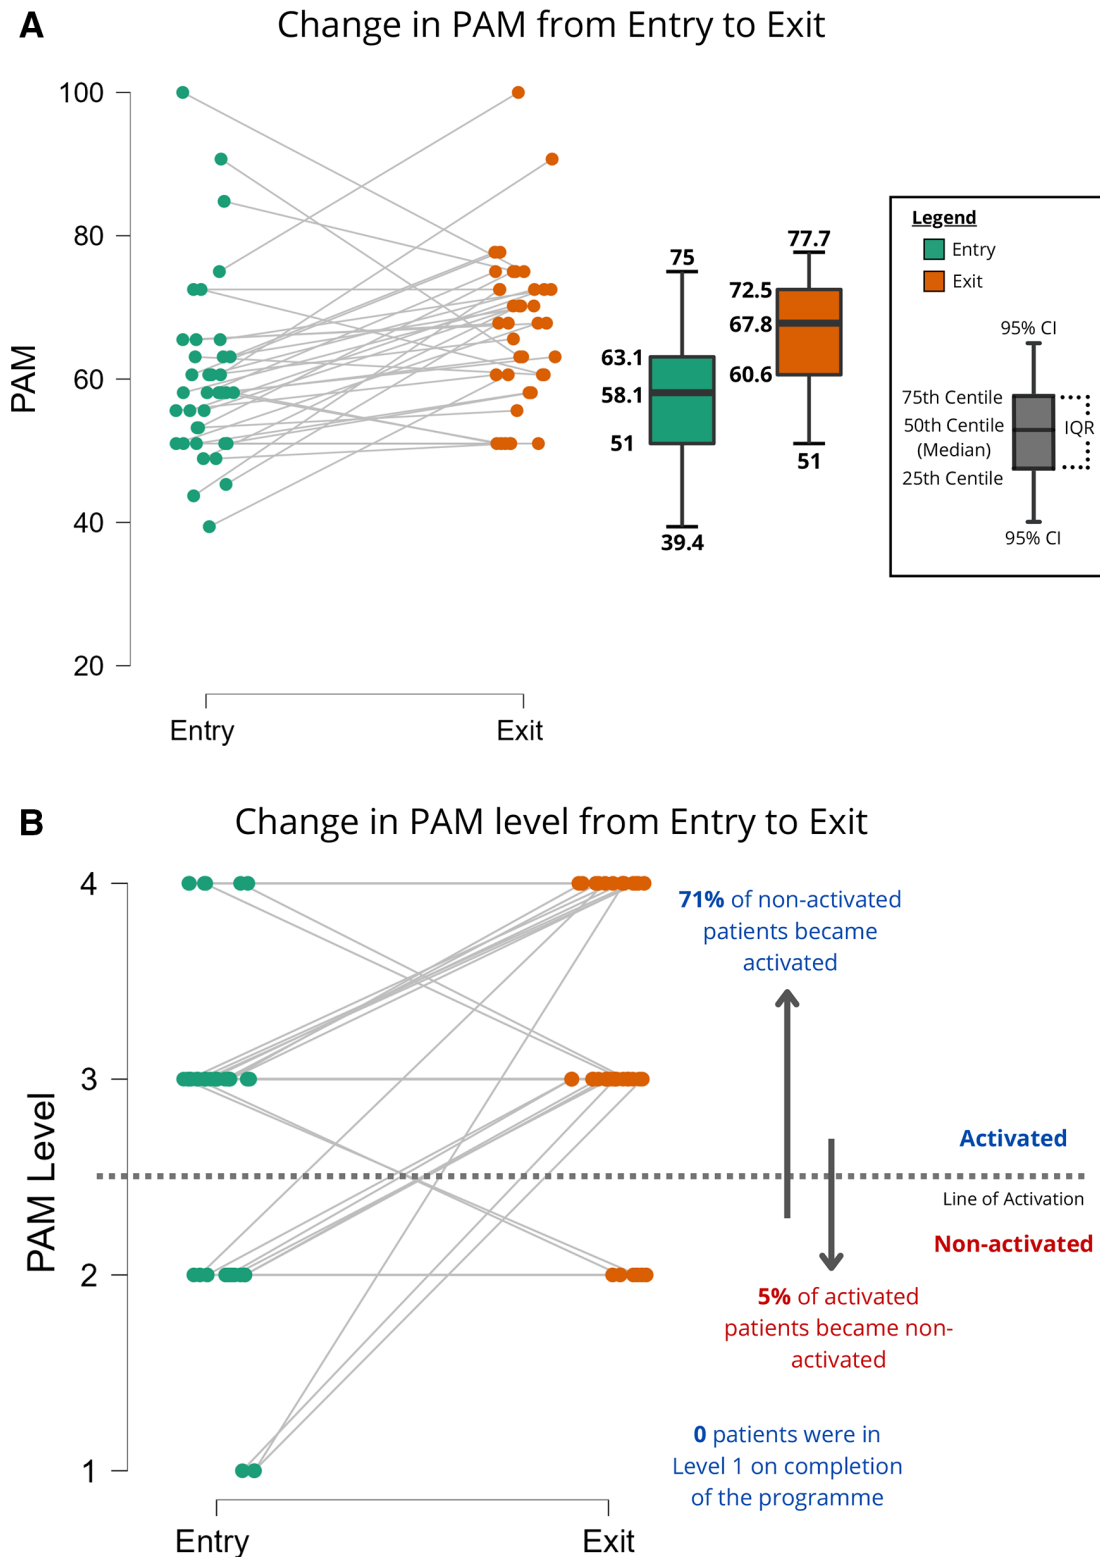 A
Change in PAM from Entry to Exit
100
80
60
40
20
PAM
Entry
Exit
75
63.1
58.1
51
39.4
77.7
72.5
67.8
60.6
51
Legend
Entry
Exit
95% CI
75th Centile
50th Centile
(Median)
25th Centile
IQR
95% CI
B
Change in PAM level from Entry to Exit
4
3
2
1
PAM Level
Entry
Exit
71% of non-activated
patients became
activated
Activated
Line of Activation
Non-activated
5% of activated
patients became non-
activated
0 patients were in
Level 1 on completion
of the programme